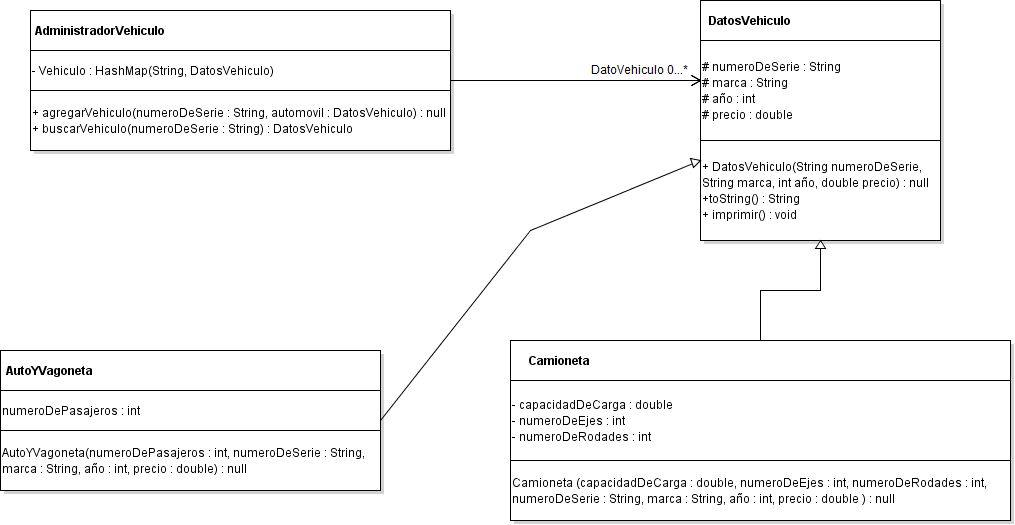 AdministradorVehiculo
- Vehiculo : HashMap(String, DatosVehiculo)
+ agregarVehiculo(numeroDeSerie : String, automovil : DatosVehiculo) : null
+ buscarVehiculo(numeroDeSerie : String) : DatosVehiculo
DatoVehiculo 0...*
DatosVehiculo
# numeroDeSerie : String
# marca : String
# año : int
# precio : double
+ DatosVehiculo(String numeroDeSerie,
String marca, int año, double precio) : null
+toString() : String
+ imprimir() : void
AutoYVagoneta
numeroDePasajeros : int
AutoYVagoneta(numeroDePasajeros : int, numeroDeSerie : String,
marca : String, año : int, precio : double) : null
Camioneta
- capacidadDeCarga : double
- numeroDeEjes : int
- numeroDeRodades : int
Camioneta (capacidadDeCarga : double, numeroDeEjes : int, numeroDeRodades : int,
numeroDeSerie : String, marca : String, año : int, precio : double ) : null